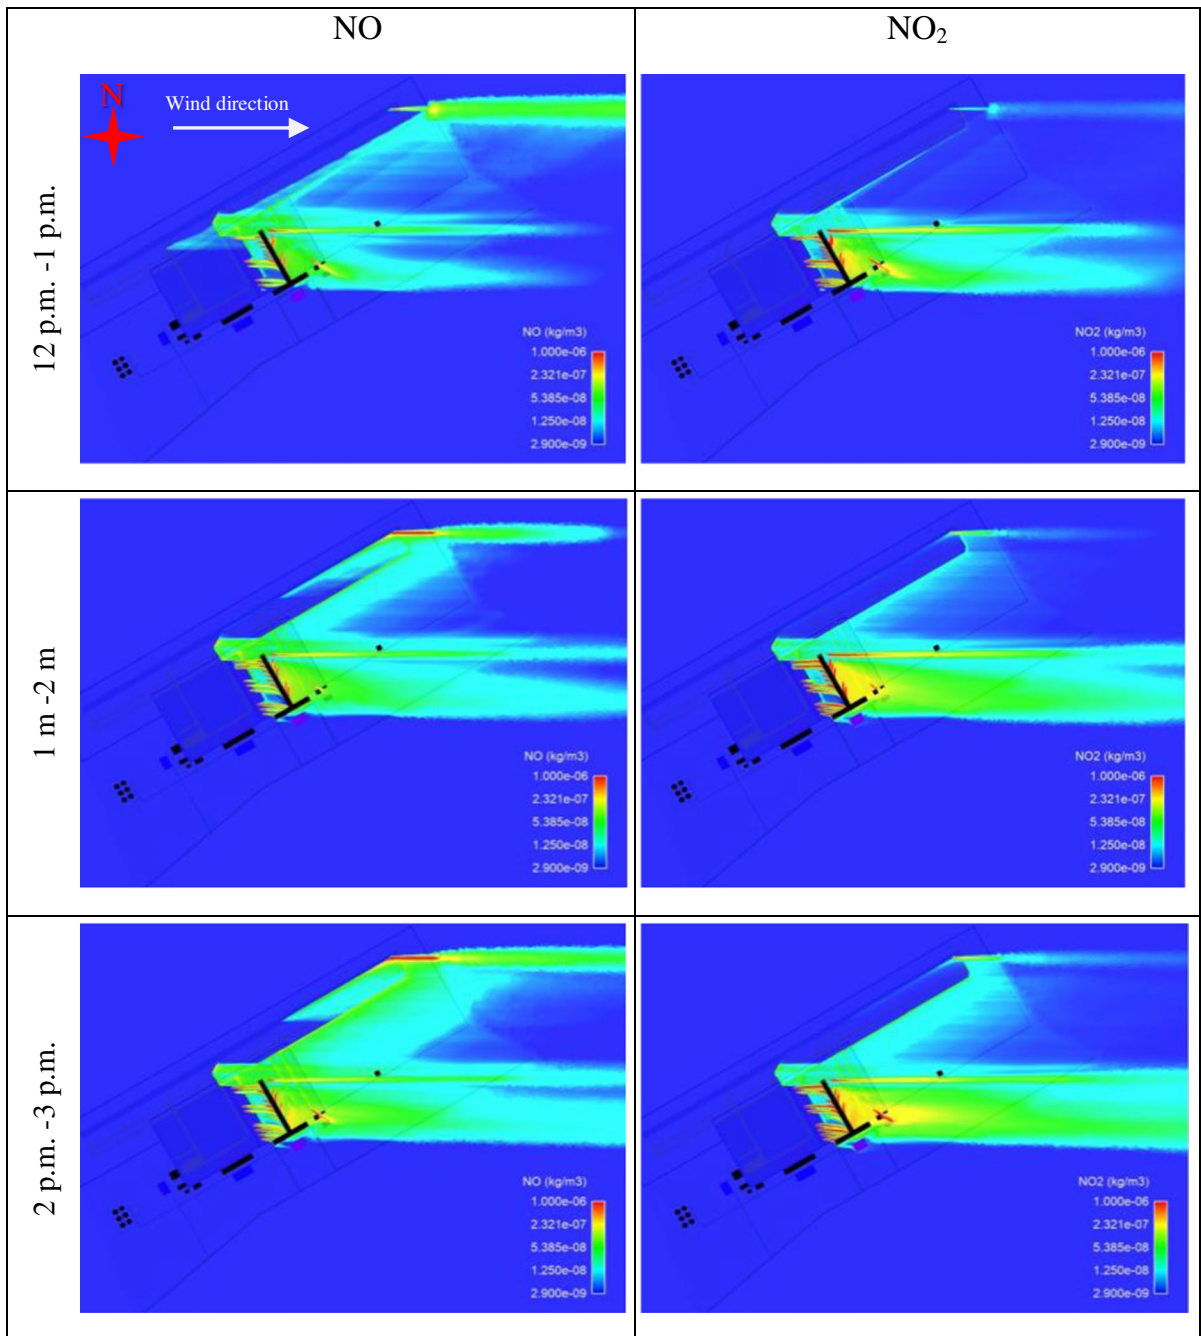 NO
NO₂
12 p.m. -1 p.m.
N
Wind direction
NO (kg/m3)
1.000e-06
2.321e-07
5.385e-08
1.250e-08
2.900e-09
NO2 (kg/m3)
1.000e-06
2.321e-07
5.385e-08
1.250e-08
2.900e-09
1 m -2 m
NO (kg/m3)
1.000e-06
2.321e-07
5.385e-08
1.250e-08
2.900e-09
NO2 (kg/m3)
1.000e-06
2.321e-07
5.385e-08
1.250e-08
2.900e-09
2 p.m. -3 p.m.
NO (kg/m3)
1.000e-06
2.321e-07
5.385e-08
1.250e-08
2.900e-09
NO2 (kg/m3)
1.000e-06
2.321e-07
5.385e-08
1.250e-08
2.900e-09